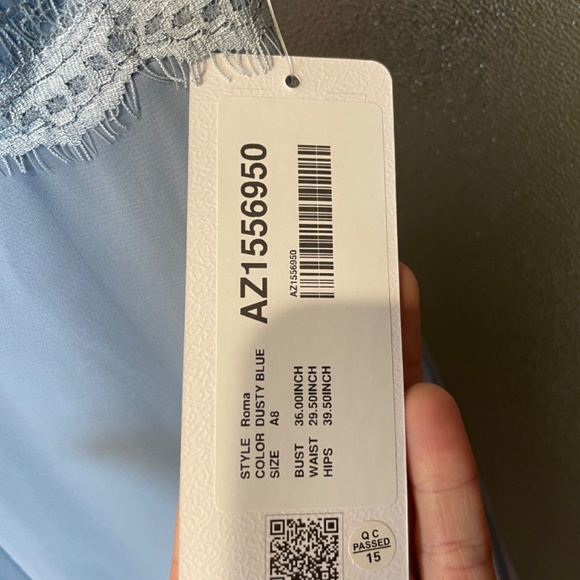 AZ1556950
AZ1556950
STYLE Roma
COLOR DUSTY BLUE
SIZE A8
BUST 36.00INCH
WAIST 29.50INCH
HIPS 39.50INCH
QC
PASSED
15